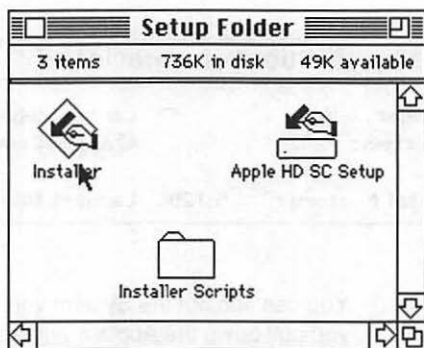 Setup Folder
3 items 736K in disk 49K available
Installer
Apple HD SC Setup
Installer Scripts